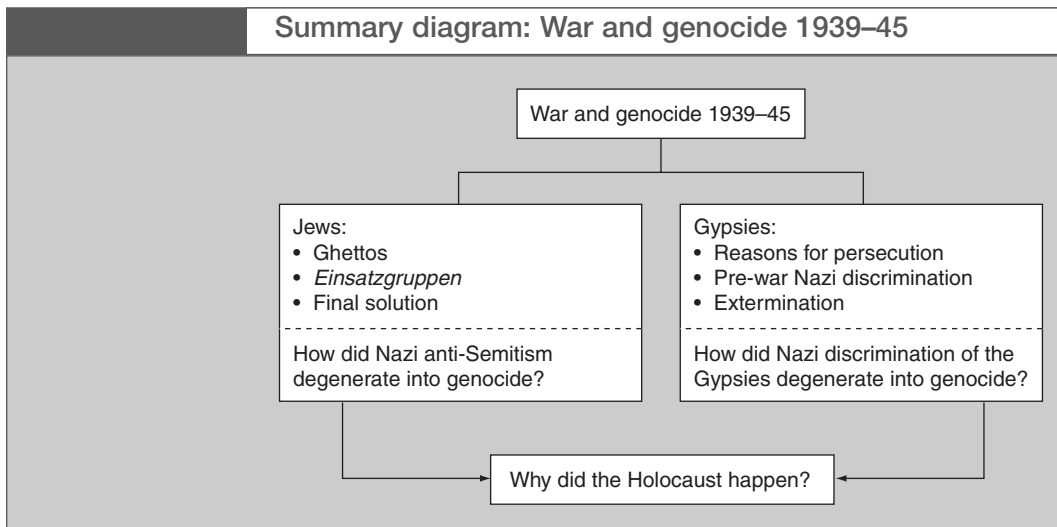 Summary diagram: War and genocide 1939–45
War and genocide 1939–45
Jews:
• Ghettos
• Einsatzgruppen
• Final solution
How did Nazi anti-Semitism
degenerate into genocide?
Gypsies:
• Reasons for persecution
• Pre-war Nazi discrimination
• Extermination
How did Nazi discrimination of the
Gypsies degenerate into genocide?
Why did the Holocaust happen?